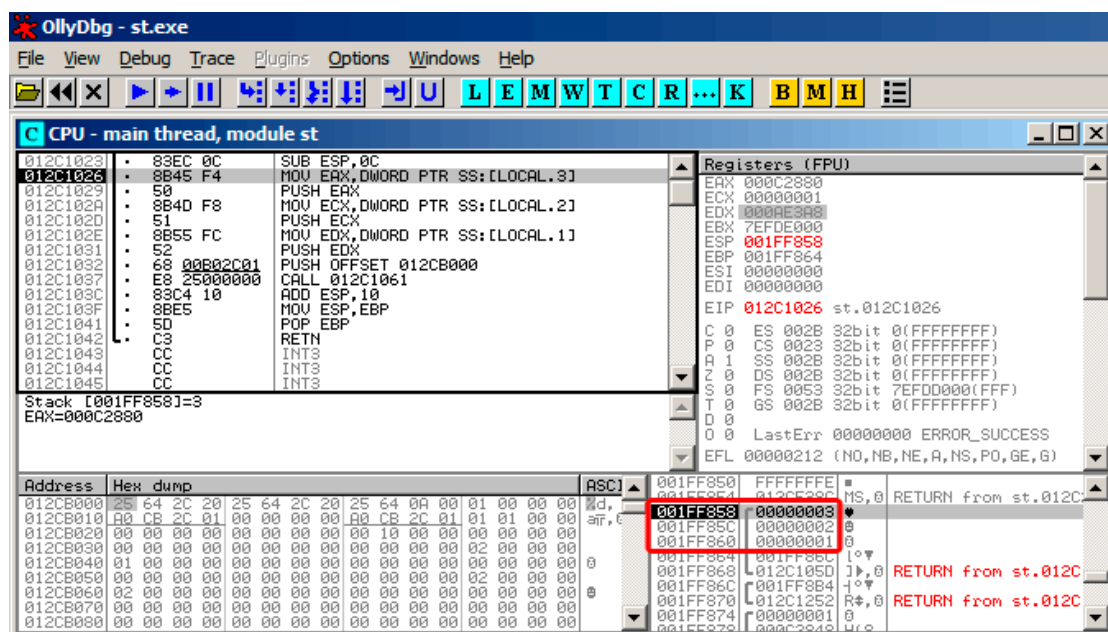 OllyDbg - st.exe
File View Debug Trace Plugins Options Windows Help
L E M W T C R ... K B M H
C CPU - main thread, module st
012C1023 · 83EC 0C SUB ESP,0C
012C1026 · 8B45 F4 MOV EAX,DWORD PTR SS:[LOCAL.3]
012C1029 · 50 PUSH EAX
012C102A · 8B4D F8 MOV ECX,DWORD PTR SS:[LOCAL.2]
012C102D · 51 PUSH ECX
012C102E · 8B55 FC MOV EDX,DWORD PTR SS:[LOCAL.1]
012C1031 · 52 PUSH EDX
012C1032 · 68 00B02C01 PUSH OFFSET 012CB000
012C1037 · E8 25000000 CALL 012C1061
012C103C · 83C4 10 ADD ESP,10
012C103F · 8BE5 MOV ESP,EBP
012C1041 · 5D POP EBP
012C1042 · C3 RETN
012C1043 CC INT3
012C1044 CC INT3
012C1045 CC INT3
Stack [001FF858]=3
EAX=000C2880
Registers (FPU)
EAX 000C2880
ECX 00000001
EDX 000AE3A8
EBX 7EFDE000
ESP 001FF858
EBP 001FF864
ESI 00000000
EDI 00000000
EIP 012C1026 st.012C1026
C 0 ES 002B 32bit 0(FFFFFFFF)
P 0 CS 0023 32bit 0(FFFFFFFF)
A 1 SS 002B 32bit 0(FFFFFFFF)
Z 0 DS 002B 32bit 0(FFFFFFFF)
S 0 FS 0053 32bit 7EFDD000(FFF)
T 0 GS 002B 32bit 0(FFFFFFFF)
D 0
O 0 LastErr 00000000 ERROR_SUCCESS
EFL 00000212 (NO,NB,NE,A,NS,PO,GE,G)
Address Hex dump ASCI
012CB000 25 64 2C 20 25 64 2C 20 25 64 0A 00 01 00 00 00 %d,
012CB010 A0 CB 2C 01 00 00 00 00 A0 CB 2C 01 01 01 00 00
012CB020 00 00 00 00 00 00 00 00 00 10 00 00 00 00 00 00
012CB030 00 00 00 00 00 00 00 00 00 00 00 00 02 00 00 00
012CB040 01 00 00 00 00 00 00 00 00 00 00 00 00 00 00 00
012CB050 00 00 00 00 00 00 00 00 00 00 00 00 02 00 00 00
012CB060 02 00 00 00 00 00 00 00 00 00 00 00 00 00 00 00
012CB070 00 00 00 00 00 00 00 00 00 00 00 00 00 00 00 00
012CB080 00 00 00 00 00 00 00 00 00 00 00 00 00 00 00 00
001FF850 FFFFFFFE
001FF854 RETURN from st.012C
001FF858 00000003
001FF85C 00000002
001FF860 00000001
001FF864 001FF86C
001FF868 012C105D RETURN from st.012C
001FF86C 001FF8B4
001FF870 012C1252 RETURN from st.012C
001FF874 00000001